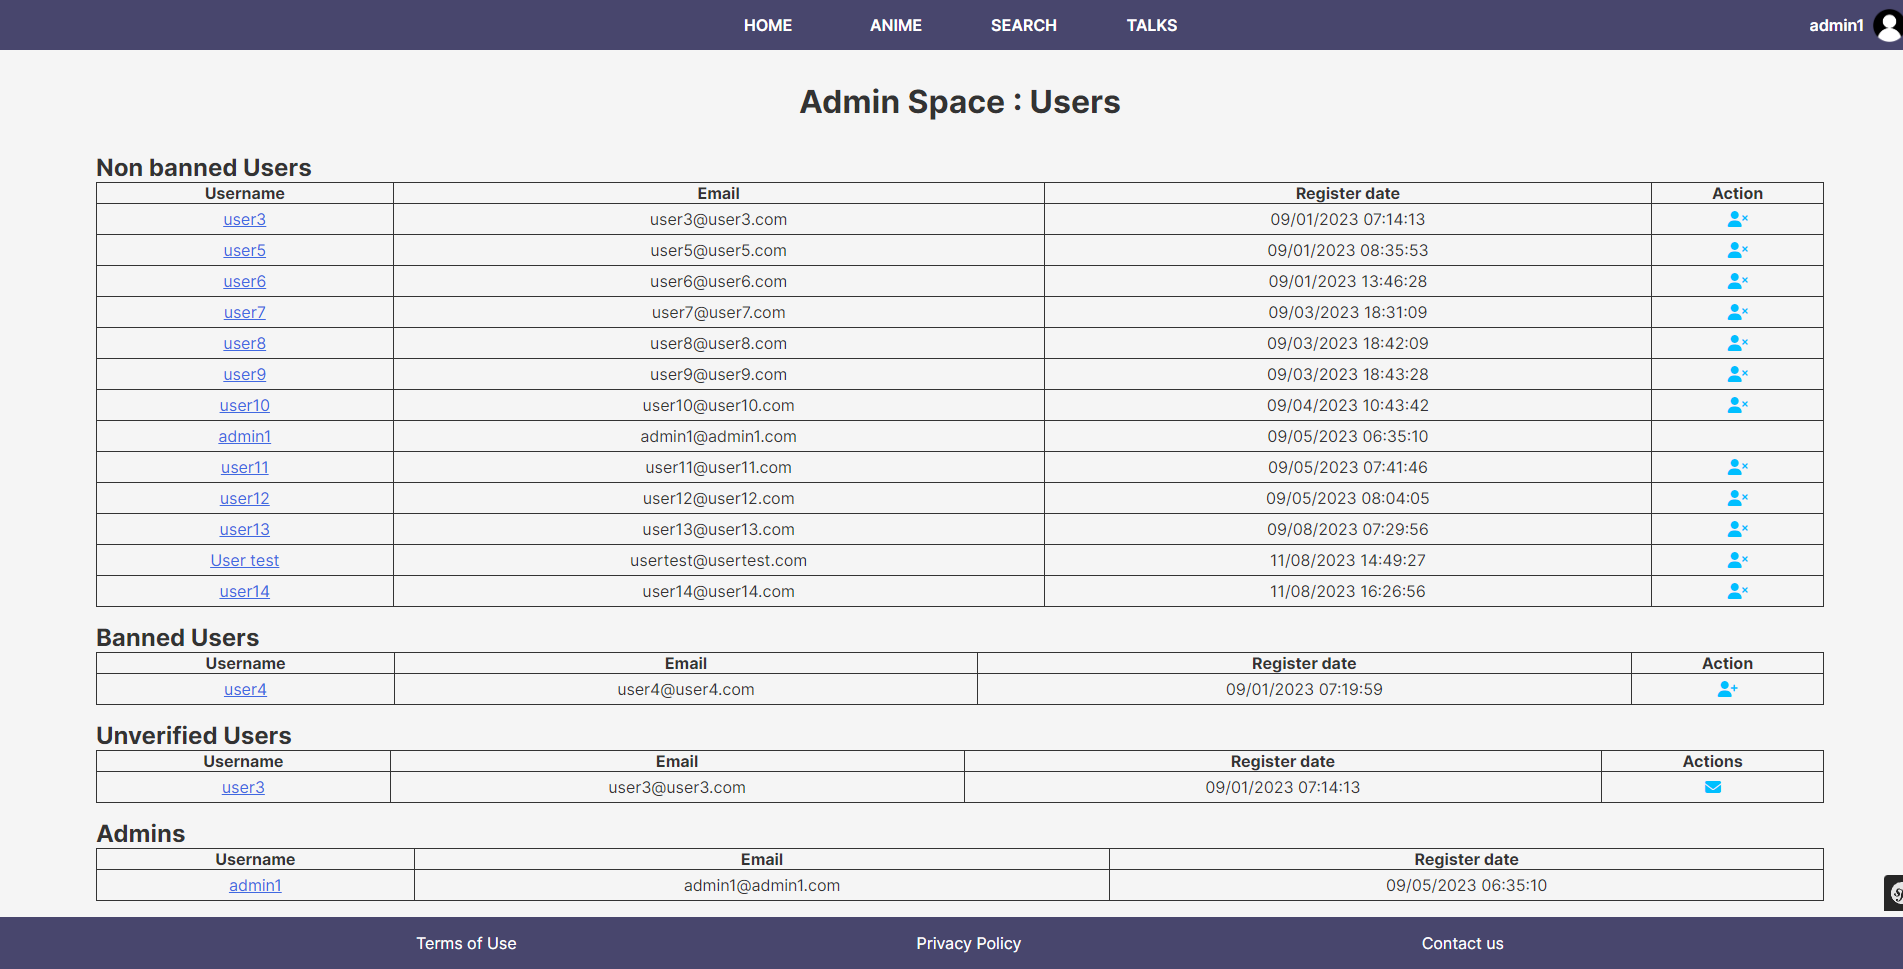 HOME ANIME SEARCH TALKS admin1
Admin Space : Users
Non banned Users
Username Email Register date Action
user3 user3@user3.com 09/01/2023 07:14:13
user5 user5@user5.com 09/01/2023 08:35:53
user6 user6@user6.com 09/01/2023 13:46:28
user7 user7@user7.com 09/03/2023 18:31:09
user8 user8@user8.com 09/03/2023 18:42:09
user9 user9@user9.com 09/03/2023 18:43:28
user10 user10@user10.com 09/04/2023 10:43:42
admin1 admin1@admin1.com 09/05/2023 06:35:10
user11 user11@user11.com 09/05/2023 07:41:46
user12 user12@user12.com 09/05/2023 08:04:05
user13 user13@user13.com 09/08/2023 07:29:56
User test usertest@usertest.com 11/08/2023 14:49:27
user14 user14@user14.com 11/08/2023 16:26:56
Banned Users
Username Email Register date Action
user4 user4@user4.com 09/01/2023 07:19:59
Unverified Users
Username Email Register date Actions
user3 user3@user3.com 09/01/2023 07:14:13
Admins
Username Email Register date
admin1 admin1@admin1.com 09/05/2023 06:35:10
Terms of Use Privacy Policy Contact us